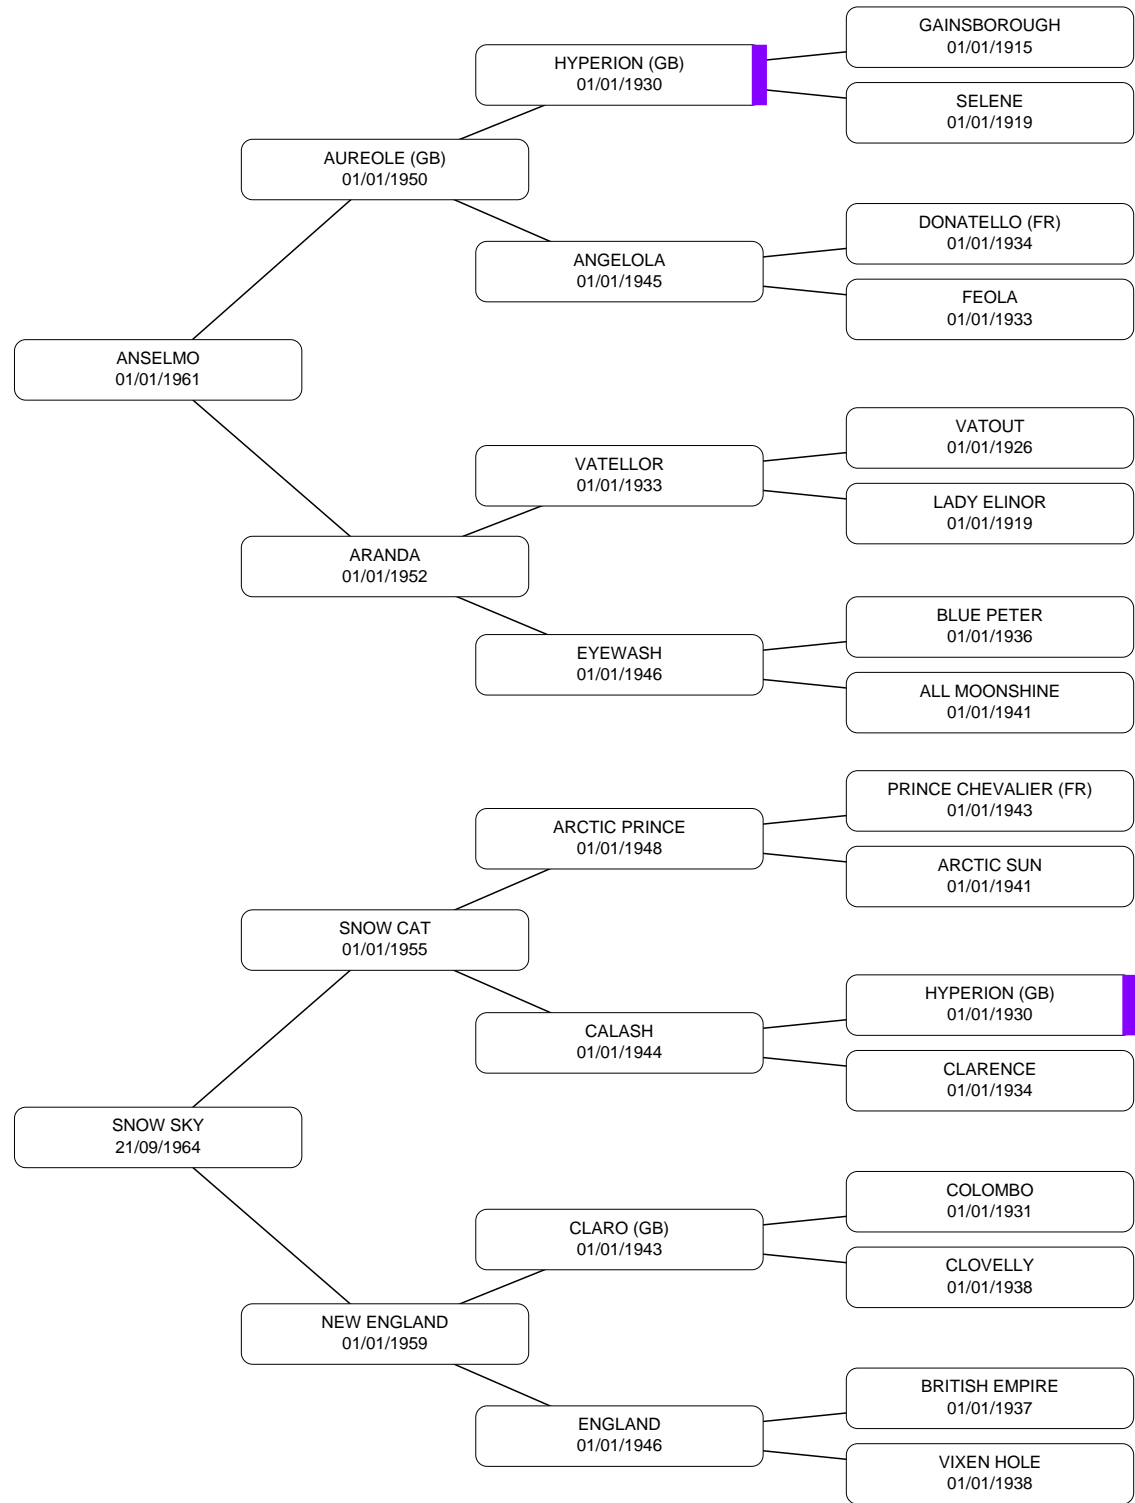 GAINSBOROUGH
01/01/1915
HYPERION (GB)
01/01/1930
SELENE
01/01/1919
AUREOLE (GB)
01/01/1950
DONATELLO (FR)
01/01/1934
ANGELOLA
01/01/1945
FEOLA
01/01/1933
ANSELMO
01/01/1961
VATOUT
01/01/1926
VATELLOR
01/01/1933
LADY ELINOR
01/01/1919
ARANDA
01/01/1952
BLUE PETER
01/01/1936
EYEWASH
01/01/1946
ALL MOONSHINE
01/01/1941
PRINCE CHEVALIER (FR)
01/01/1943
ARCTIC PRINCE
01/01/1948
ARCTIC SUN
01/01/1941
SNOW CAT
01/01/1955
HYPERION (GB)
01/01/1930
CALASH
01/01/1944
CLARENCE
01/01/1934
SNOW SKY
21/09/1964
COLOMBO
01/01/1931
CLARO (GB)
01/01/1943
CLOVELLY
01/01/1938
NEW ENGLAND
01/01/1959
BRITISH EMPIRE
01/01/1937
ENGLAND
01/01/1946
VIXEN HOLE
01/01/1938